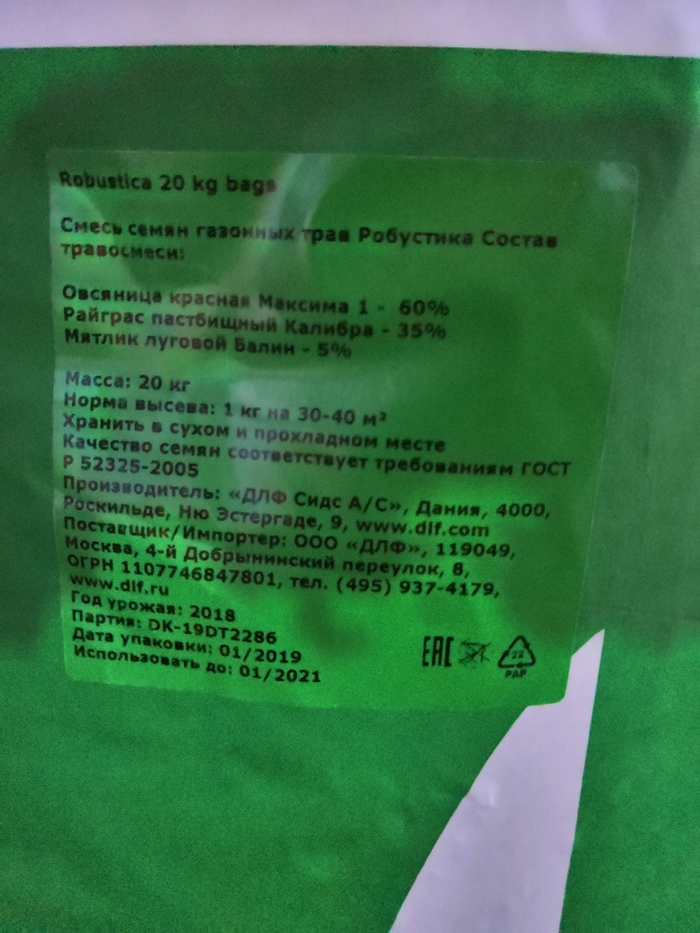 Robustica 20 kg bags
Смесь семян газонных трав Робустика Состав
травосмеси:
Овсяница красная Максима 1 - 60%
Райграс пастбищный Калибра - 35%
Мятлик луговой Балин - 5%
Масса: 20 кг
Норма высева: 1 кг на 30-40 м²
Хранить в сухом и прохладном месте
Качество семян соответствует требованиям ГОСТ
Р 52325-2005
Производитель: «ДЛФ Сидс А/С», Дания, 4000,
Роскильде, Ню Эстергаде, 9, www.dlf.com
Поставщик/Импортер: ООО «ДЛФ», 119049,
Москва, 4-й Добрынинский переулок, 8,
ОГРН 1107746847801, тел. (495) 937-4179,
www.dlf.ru
Год урожая: 2018
Партия: DK-19DT2286
Дата упаковки: 01/2019
Использовать до: 01/2021
ЕАС
22
PAP